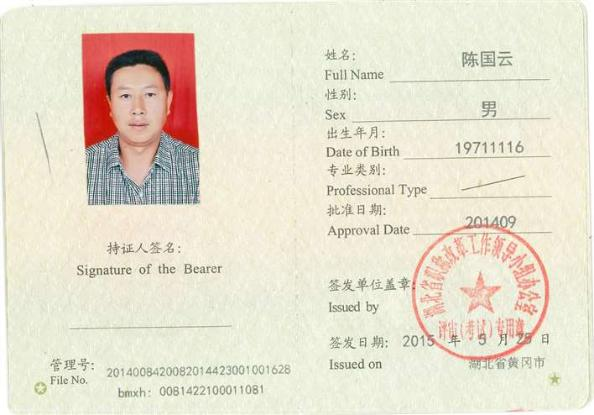 姓名: 陈国云
Full Name
性别:
Sex 男
出生年月:
Date of Birth 19711116
专业类别:
Professional Type
批准日期:
Approval Date 201409
持证人签名:
Signature of the Bearer
签发单位盖章:
Issued by
湖北省职称改革工作领导小组办公室
评审(考试)专用章
签发日期: 2015 年 5 月 25 日
Issued on 湖北省黄冈市
管理号: 2014008420082014423001001628
File No.
bmxh: 0081422100011081